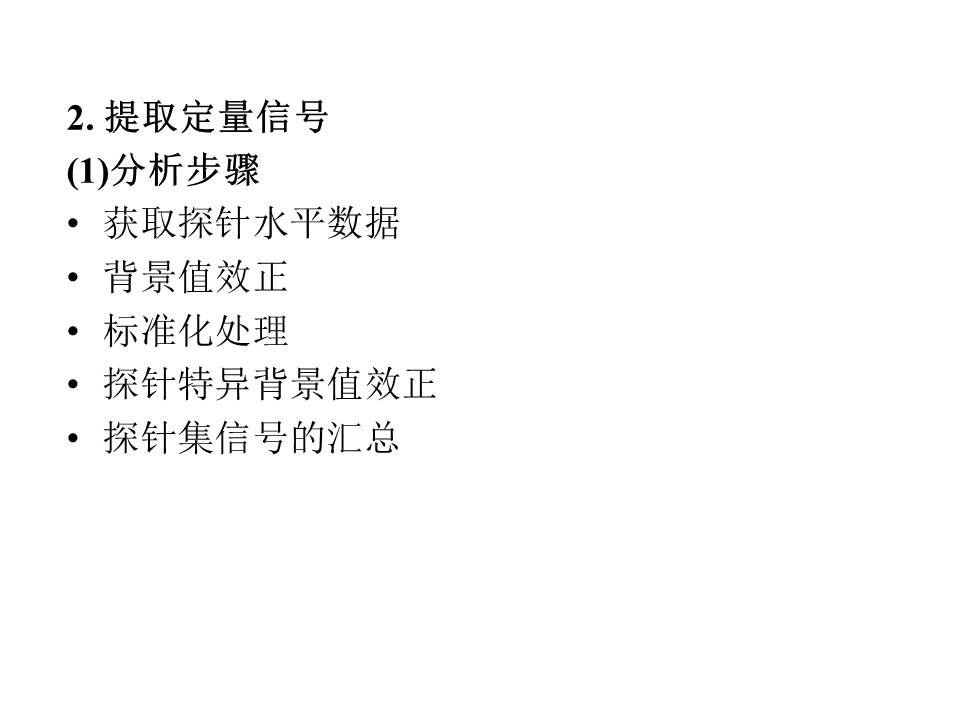 2. 提取定量信号
(1)分析步骤
• 获取探针水平数据
• 背景值效正
• 标准化处理
• 探针特异背景值效正
• 探针集信号的汇总